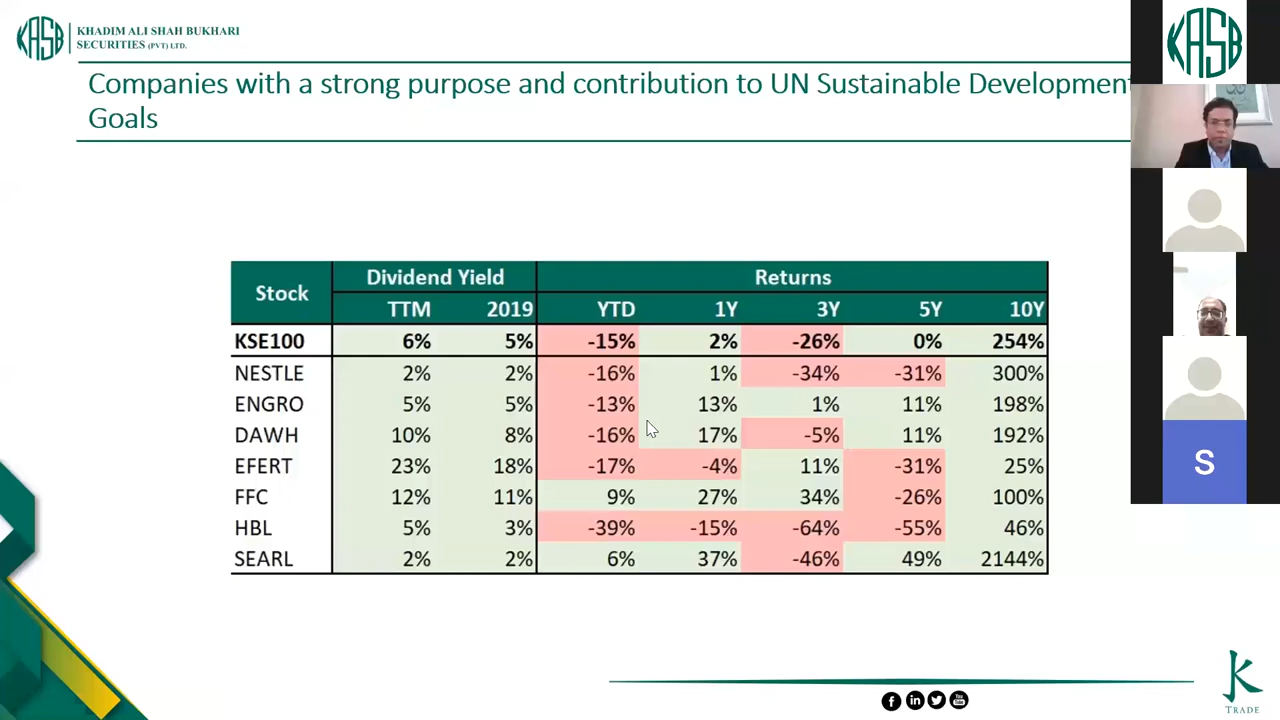 KASB
KHADIM ALI SHAH BUKHARI
SECURITIES (PVT) LTD.
KASB
Companies with a strong purpose and contribution to UN Sustainable Development
Goals
Stock Dividend Yield Returns
TTM 2019 YTD 1Y 3Y 5Y 10Y
KSE100 6% 5% -15% 2% -26% 0% 254%
NESTLE 2% 2% -16% 1% -34% -31% 300%
ENGRO 5% 5% -13% 13% 1% 11% 198%
DAWH 10% 8% -16% 17% -5% 11% 192%
EFERT 23% 18% -17% -4% 11% -31% 25%
FFC 12% 11% 9% 27% 34% -26% 100%
HBL 5% 3% -39% -15% -64% -55% 46%
SEARL 2% 2% 6% 37% -46% 49% 2144%
S
K
TRADE